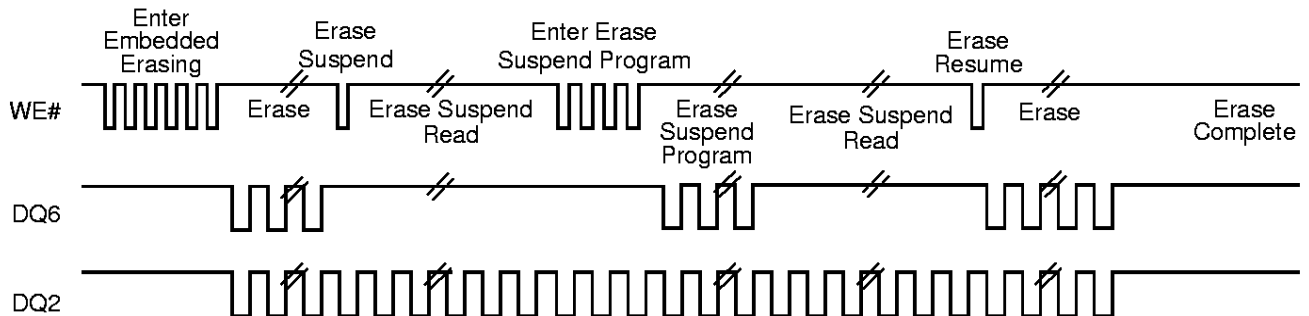 Enter
Embedded
Erasing
Erase
Suspend
Enter Erase
Suspend Program
Erase
Resume
WE#
Erase
Erase Suspend
Read
Erase
Suspend
Program
Erase Suspend
Read
Erase
Erase
Complete
DQ6
DQ2